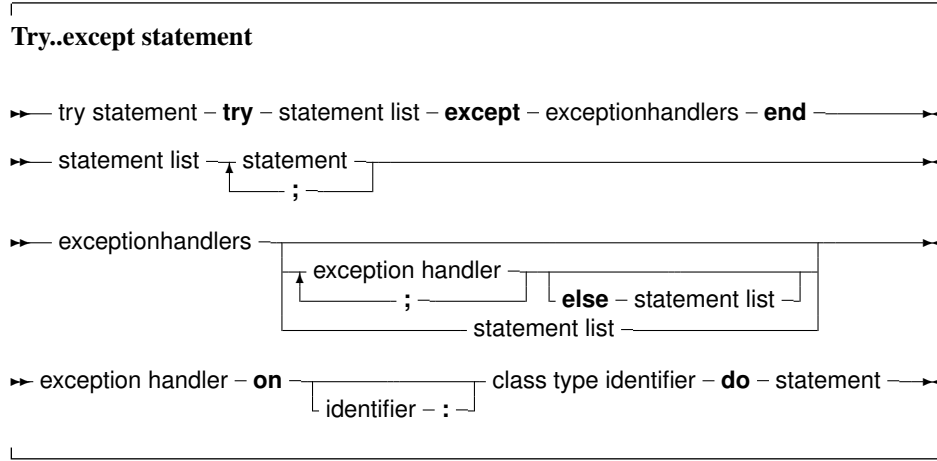 Try..except statement
try statement – try – statement list – except – exceptionhandlers – end
statement list statement
;
exceptionhandlers
exception handler
; else – statement list
statement list
exception handler – on class type identifier – do – statement
identifier – :